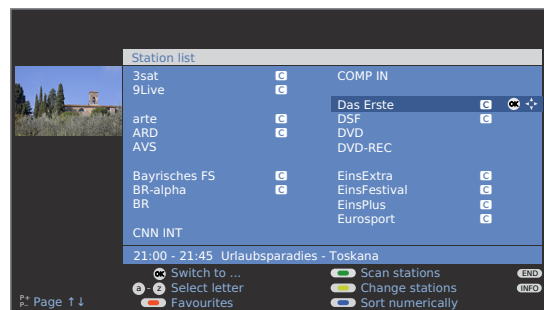 Station list
3sat C
9Live C
arte C
ARD C
AVS
Bayrisches FS C
BR-alpha C
BR
CNN INT
COMP IN
Das Erste C OK
DSF C
DVD
DVD-REC
EinsExtra C
EinsFestival C
EinsPlus C
Eurosport C
21:00 - 21:45 Urlaubsparadies - Toskana
OK Switch to ...
a - z Select letter
Favourites
Scan stations END
Change stations INFO
Sort numerically
P+ P- Page ↑↓